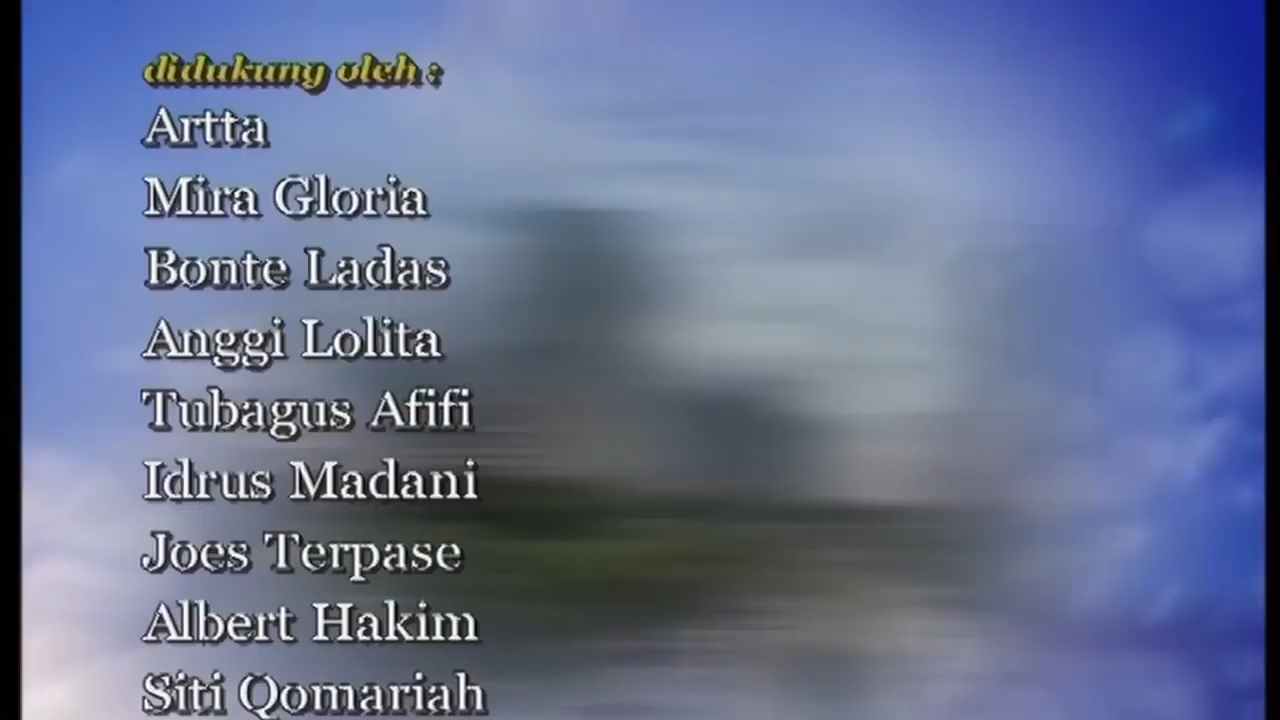 didukung oleh :
Artta
Mira Gloria
Bonte Ladas
Anggi Lolita
Tubagus Afifi
Idrus Madani
Joes Terpase
Albert Hakim
Siti Qomariah